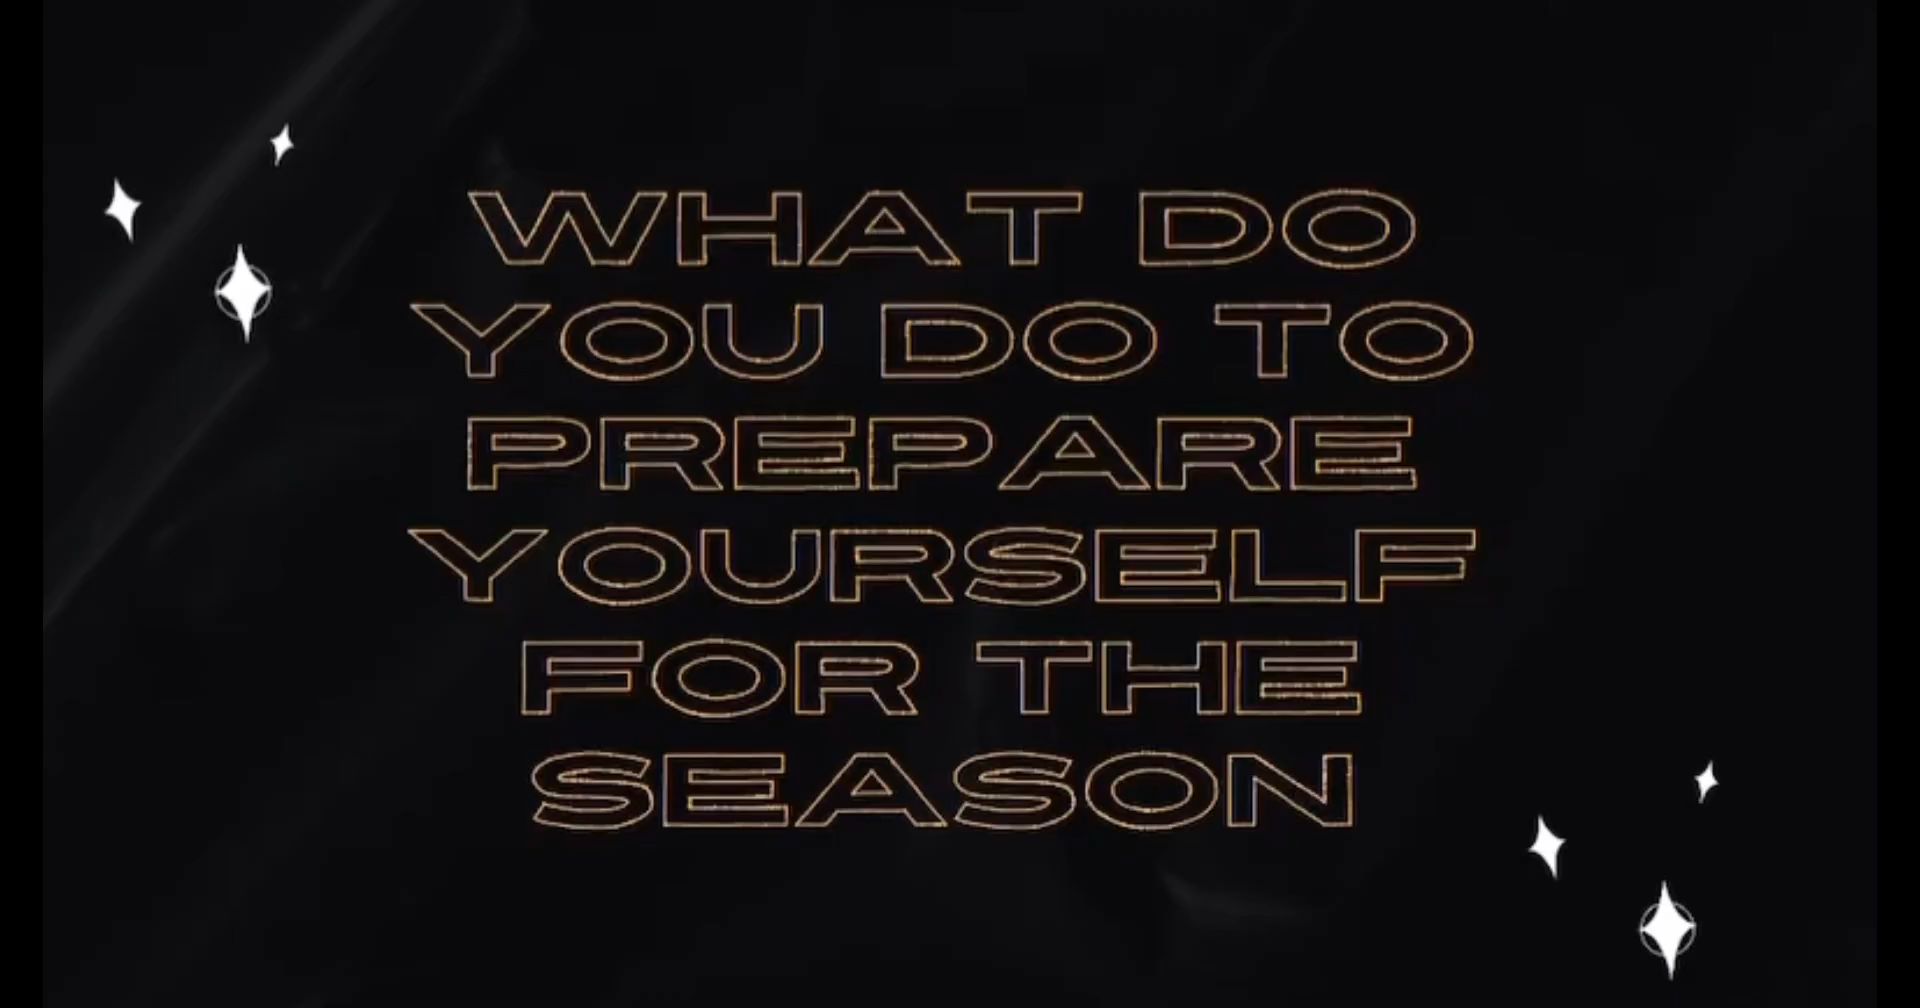 WHAT DO
YOU DO TO
PREPARE
YOURSELF
FOR THE
SEASON